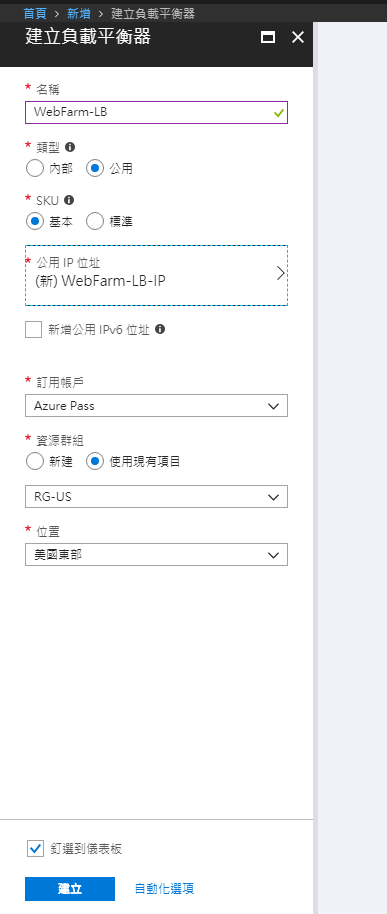 首頁 > 新增 > 建立負載平衡器
建立負載平衡器
* 名稱
WebFarm-LB
* 類型
內部 公用
* SKU
基本 標準
* 公用 IP 位址
(新) WebFarm-LB-IP
新增公用 IPv6 位址
* 訂用帳戶
Azure Pass
* 資源群組
新建 使用現有項目
RG-US
* 位置
美國東部
釘選到儀表板
建立 自動化選項